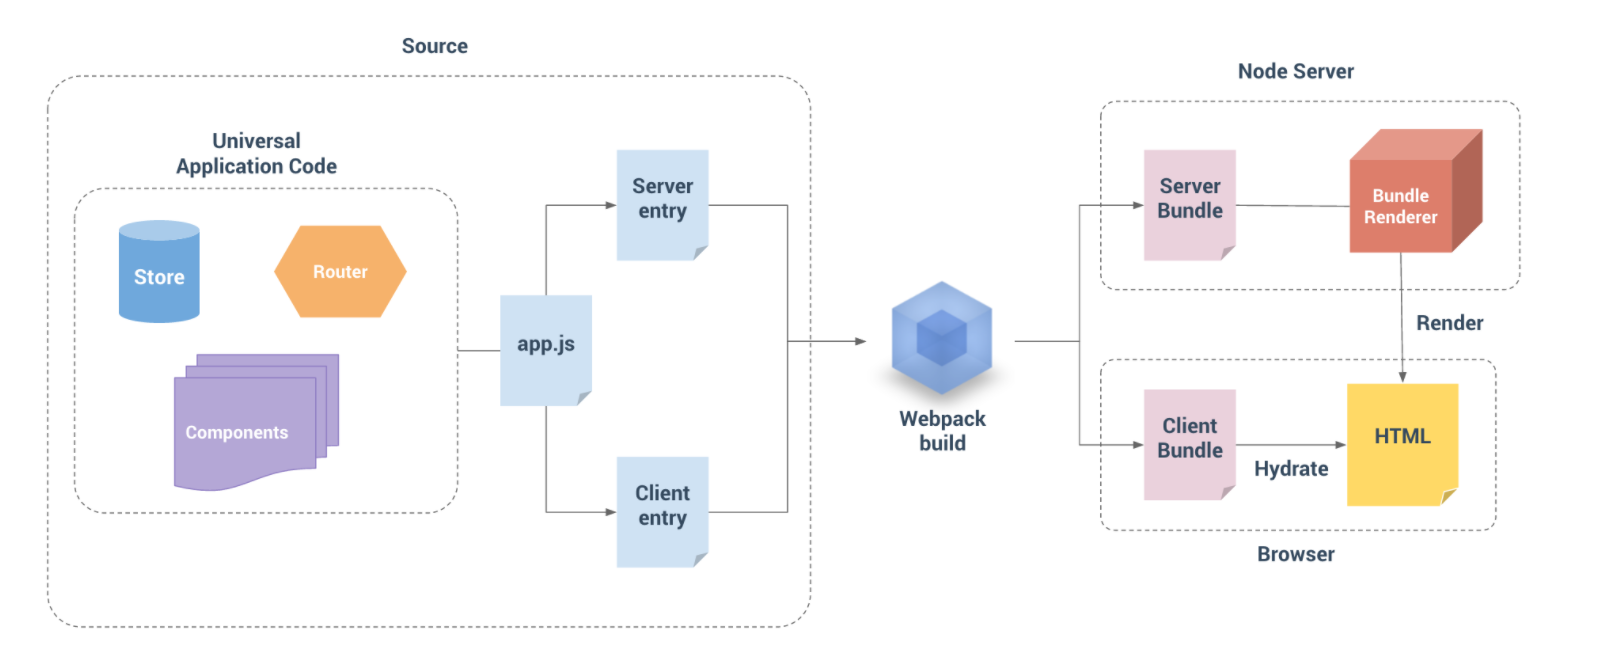 Source
Universal
Application Code
Store
Router
Components
app.js
Server
entry
Client
entry
Webpack
build
Node Server
Server
Bundle
Bundle
Renderer
Render
Client
Bundle
Hydrate
HTML
Browser